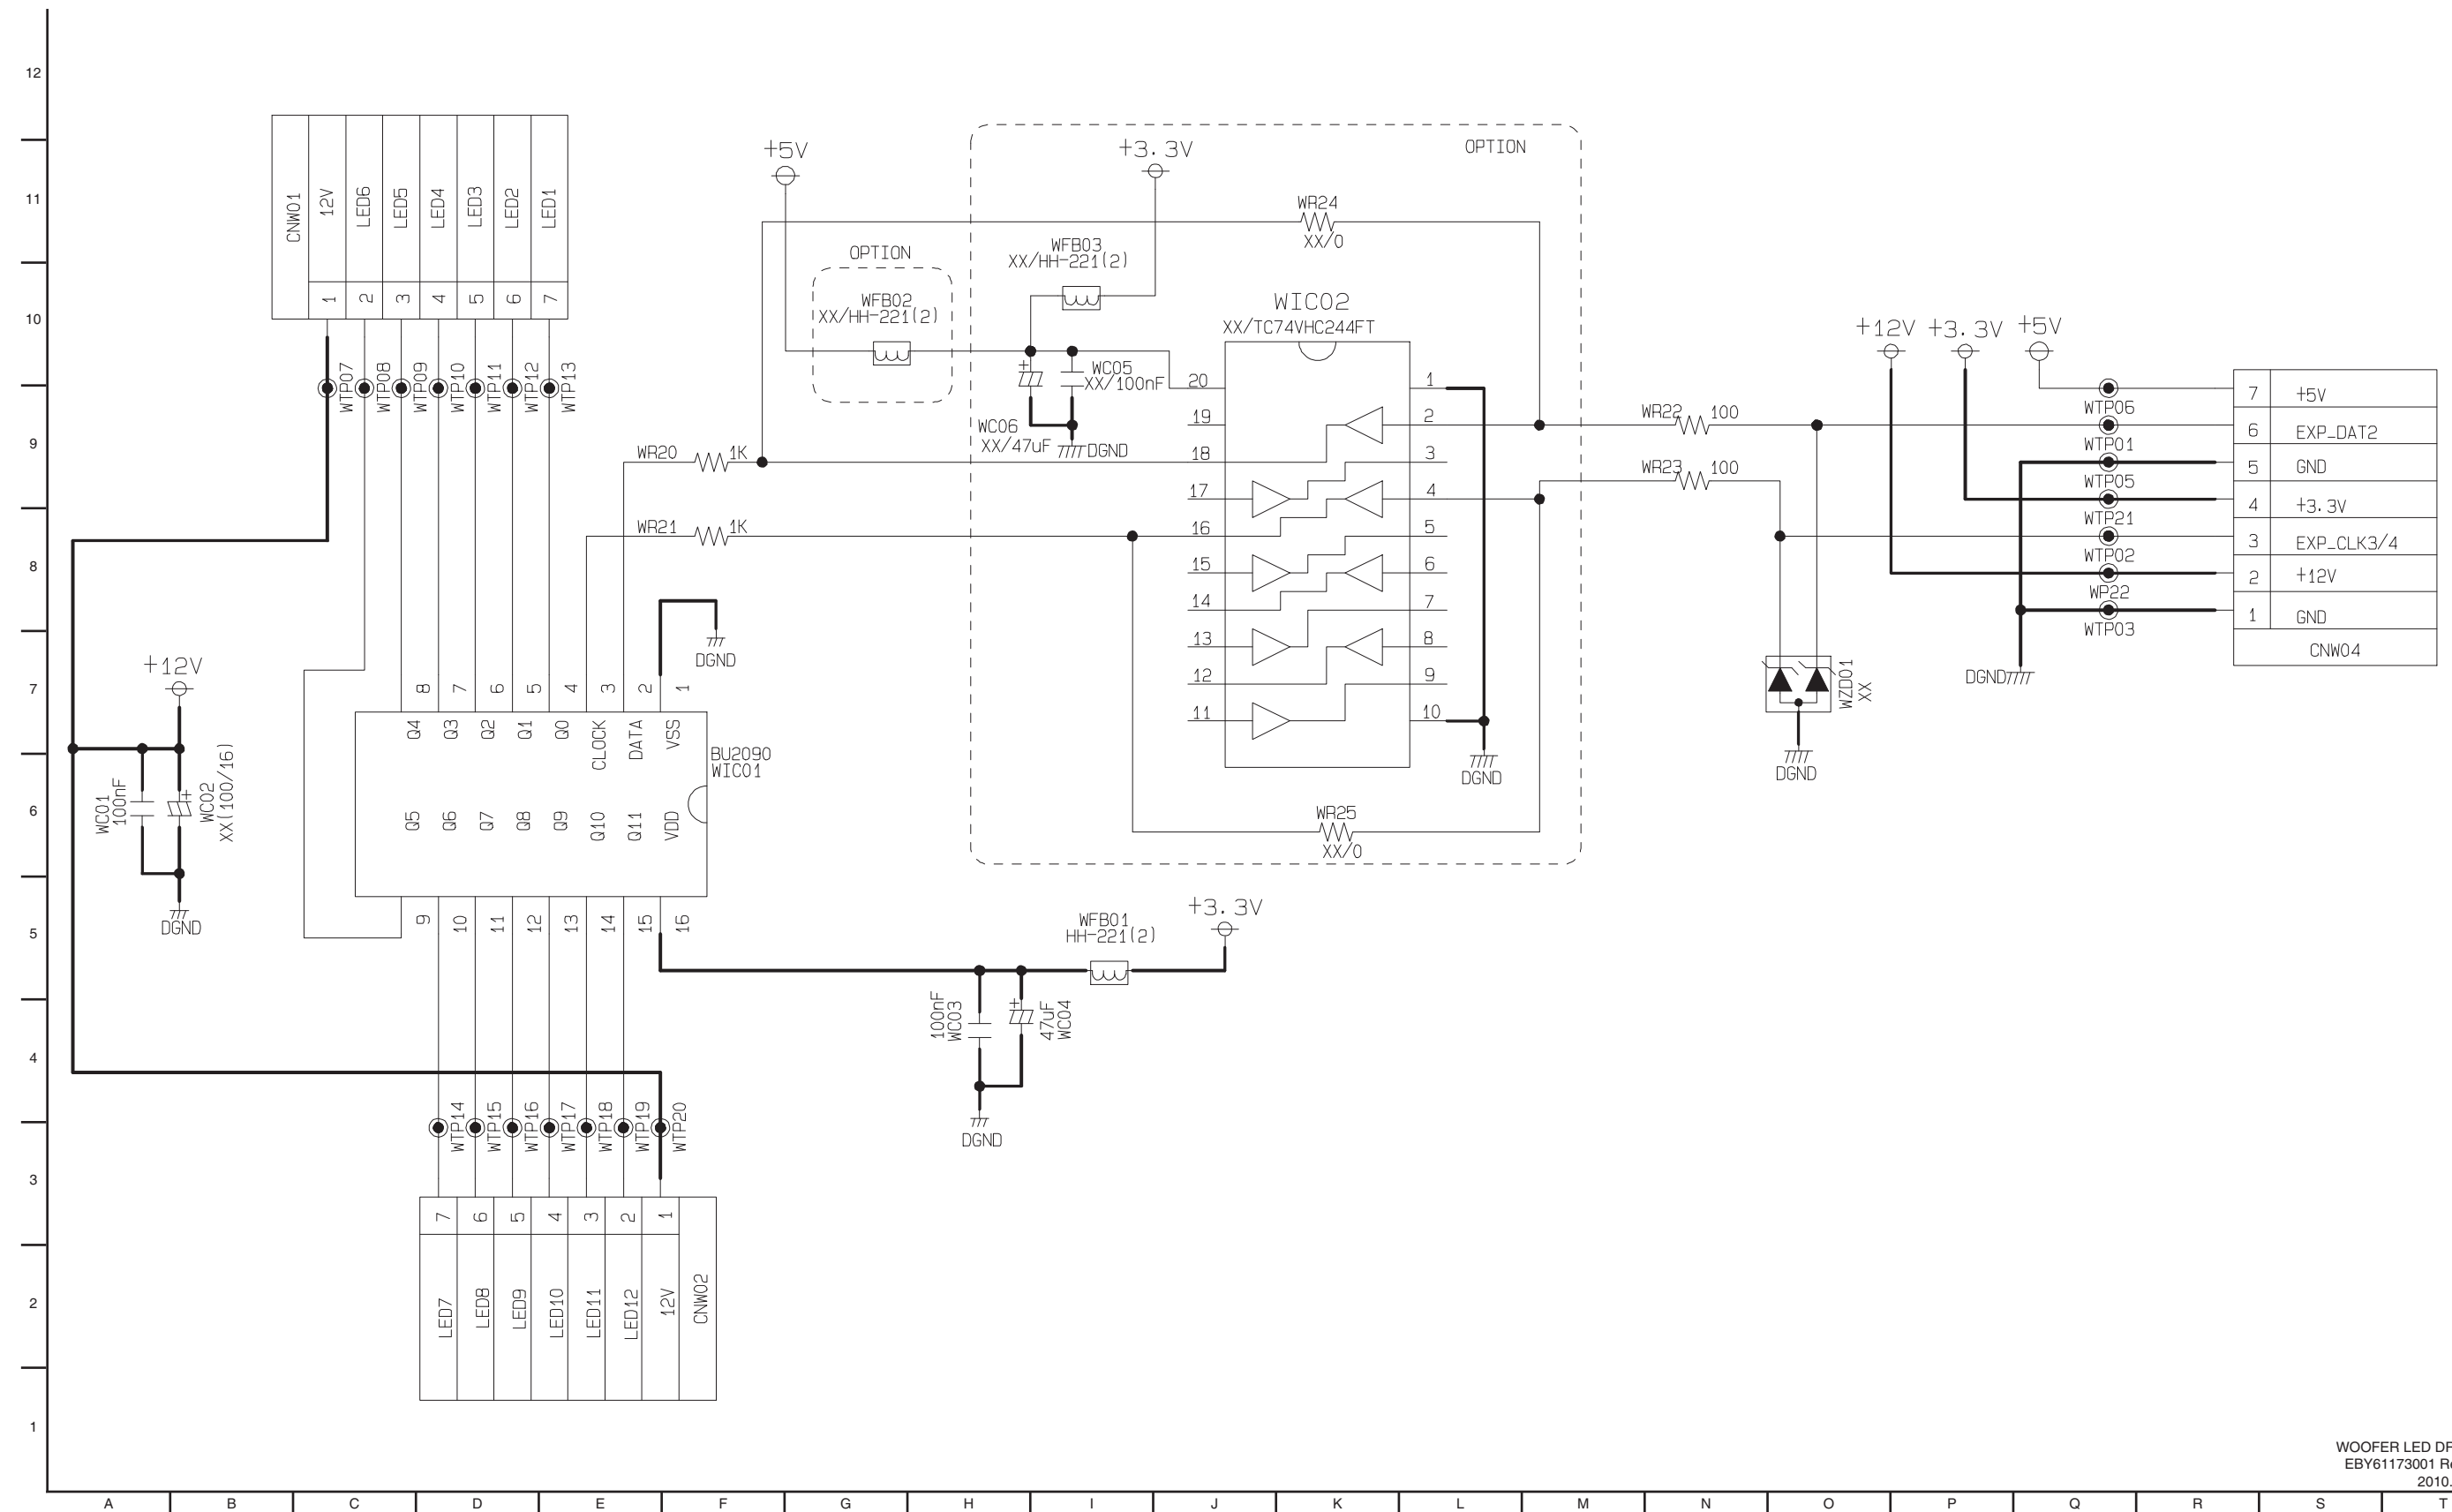 12
11
10
9
8
7
6
5
4
3
2
1
CNW01
12V
LED6
LED5
LED4
LED3
LED2
LED1
1
2
3
4
5
6
7
WTP07
WTP08
WTP09
WTP10
WTP11
WTP12
WTP13
+5V
+3.3V
OPTION
WR24
XX/0
WFB03
XX/HH-221(2)
OPTION
WFB02
XX/HH-221(2)
WIC02
XX/TC74VHC244FT
WC05
XX/100nF
WC06
XX/47uF
DGND
20
19
18
17
16
15
14
13
12
11
1
2
3
4
5
6
7
8
9
10
DGND
WR20
1K
WR21
1K
WR25
XX/0
WR22
100
WR23
100
WZD01
XX
DGND
+12V
+3.3V
+5V
WTP06
WTP01
WTP05
WTP21
WTP02
WP22
WTP03
DGND
7 +5V
6 EXP_DAT2
5 GND
4 +3.3V
3 EXP_CLK3/4
2 +12V
1 GND
CNW04
+12V
WC01
100nF
WC02
XX(100/16)
DGND
DGND
8
7
6
5
4
3
2
1
Q4
Q3
Q2
Q1
Q0
CLOCK
DATA
VSS
BU2090
WIC01
Q5
Q6
Q7
Q8
Q9
Q10
Q11
VDD
9
10
11
12
13
14
15
16
WFB01
HH-221(2)
+3.3V
100nF
WC03
47uF
WC04
DGND
WTP14
WTP15
WTP16
WTP17
WTP18
WTP19
WTP20
7
6
5
4
3
2
1
LED7
LED8
LED9
LED10
LED11
LED12
12V
CNW02
WOOFER LED
EBY61173001
2010.
A B C D E F G H I J K L M N O P Q R S T